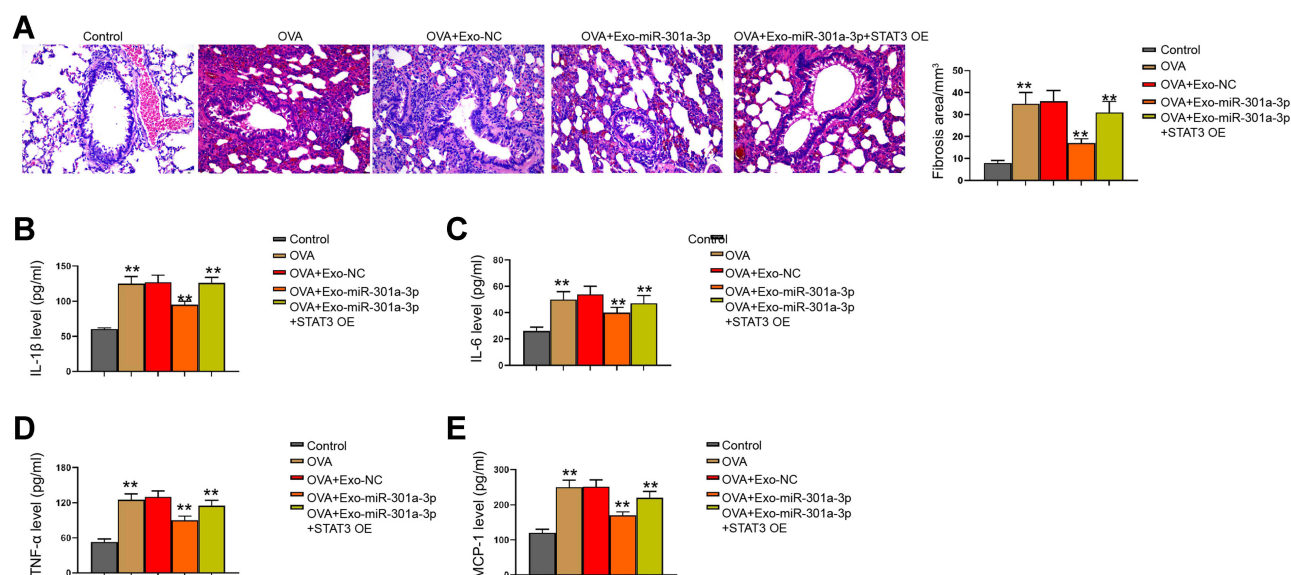 A
Control
OVA
OVA+Exo-NC
OVA+Exo-miR-301a-3p
OVA+Exo-miR-301a-3p+STAT3 OE
Fibrosis area/mm³
50
40
30
20
10
0
**
**
**
Control
OVA
OVA+Exo-NC
OVA+Exo-miR-301a-3p
OVA+Exo-miR-301a-3p
+STAT3 OE
B
IL-1β level (pg/ml)
150
100
50
0
**
**
**
Control
OVA
OVA+Exo-NC
OVA+Exo-miR-301a-3p
OVA+Exo-miR-301a-3p
+STAT3 OE
C
IL-6 level (pg/ml)
80
60
40
20
0
**
**
**
Control
OVA
OVA+Exo-NC
OVA+Exo-miR-301a-3p
OVA+Exo-miR-301a-3p
+STAT3 OE
D
TNF-α level (pg/ml)
180
120
60
0
**
**
**
Control
OVA
OVA+Exo-NC
OVA+Exo-miR-301a-3p
OVA+Exo-miR-301a-3p
+STAT3 OE
E
MCP-1 level (pg/ml)
300
200
100
0
**
**
**
Control
OVA
OVA+Exo-NC
OVA+Exo-miR-301a-3p
OVA+Exo-miR-301a-3p
+STAT3 OE